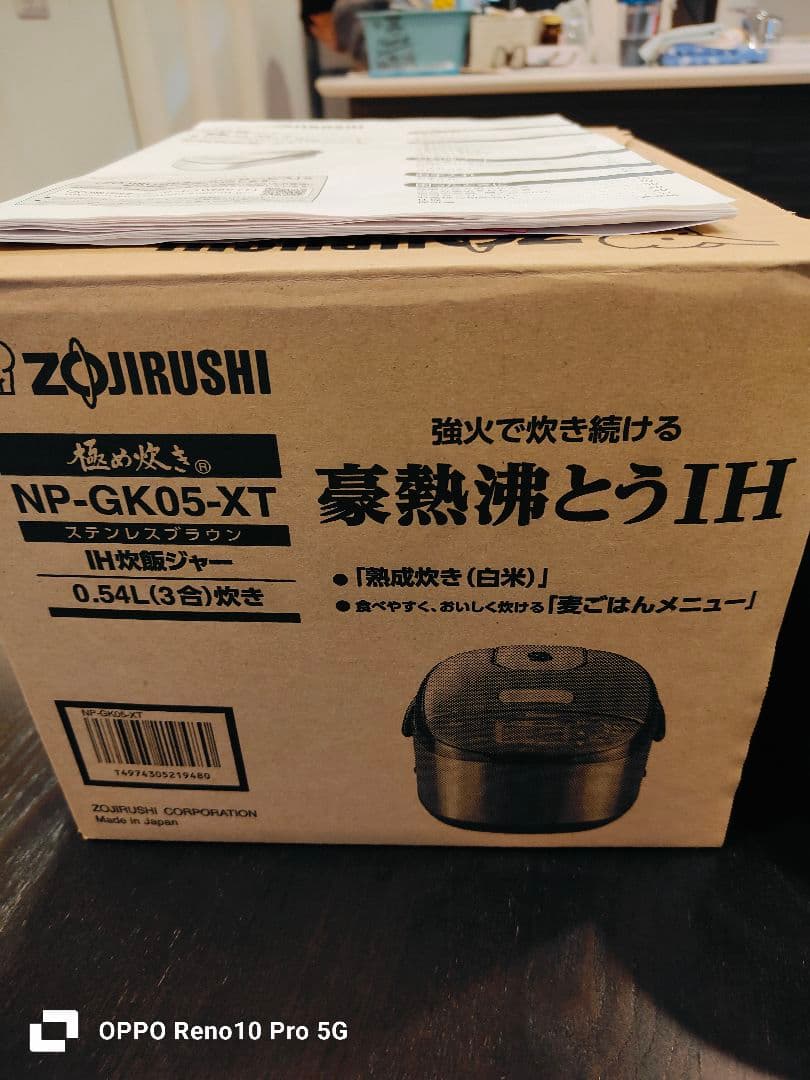 ZOJIRUSHI
極め炊き®
NP-GK05-XT
ステンレスブラウン
IH炊飯ジャー
0.54L(3合)炊き
強火で炊き続ける
豪熱沸とうIH
●「熟成炊き(白米)」
●食べやすく、おいしく炊ける「麦ごはんメニュー」
NP-GK05-XT
T4974305219480
ZOJIRUSHI CORPORATION
Made in Japan
OPPO Reno10 Pro 5G